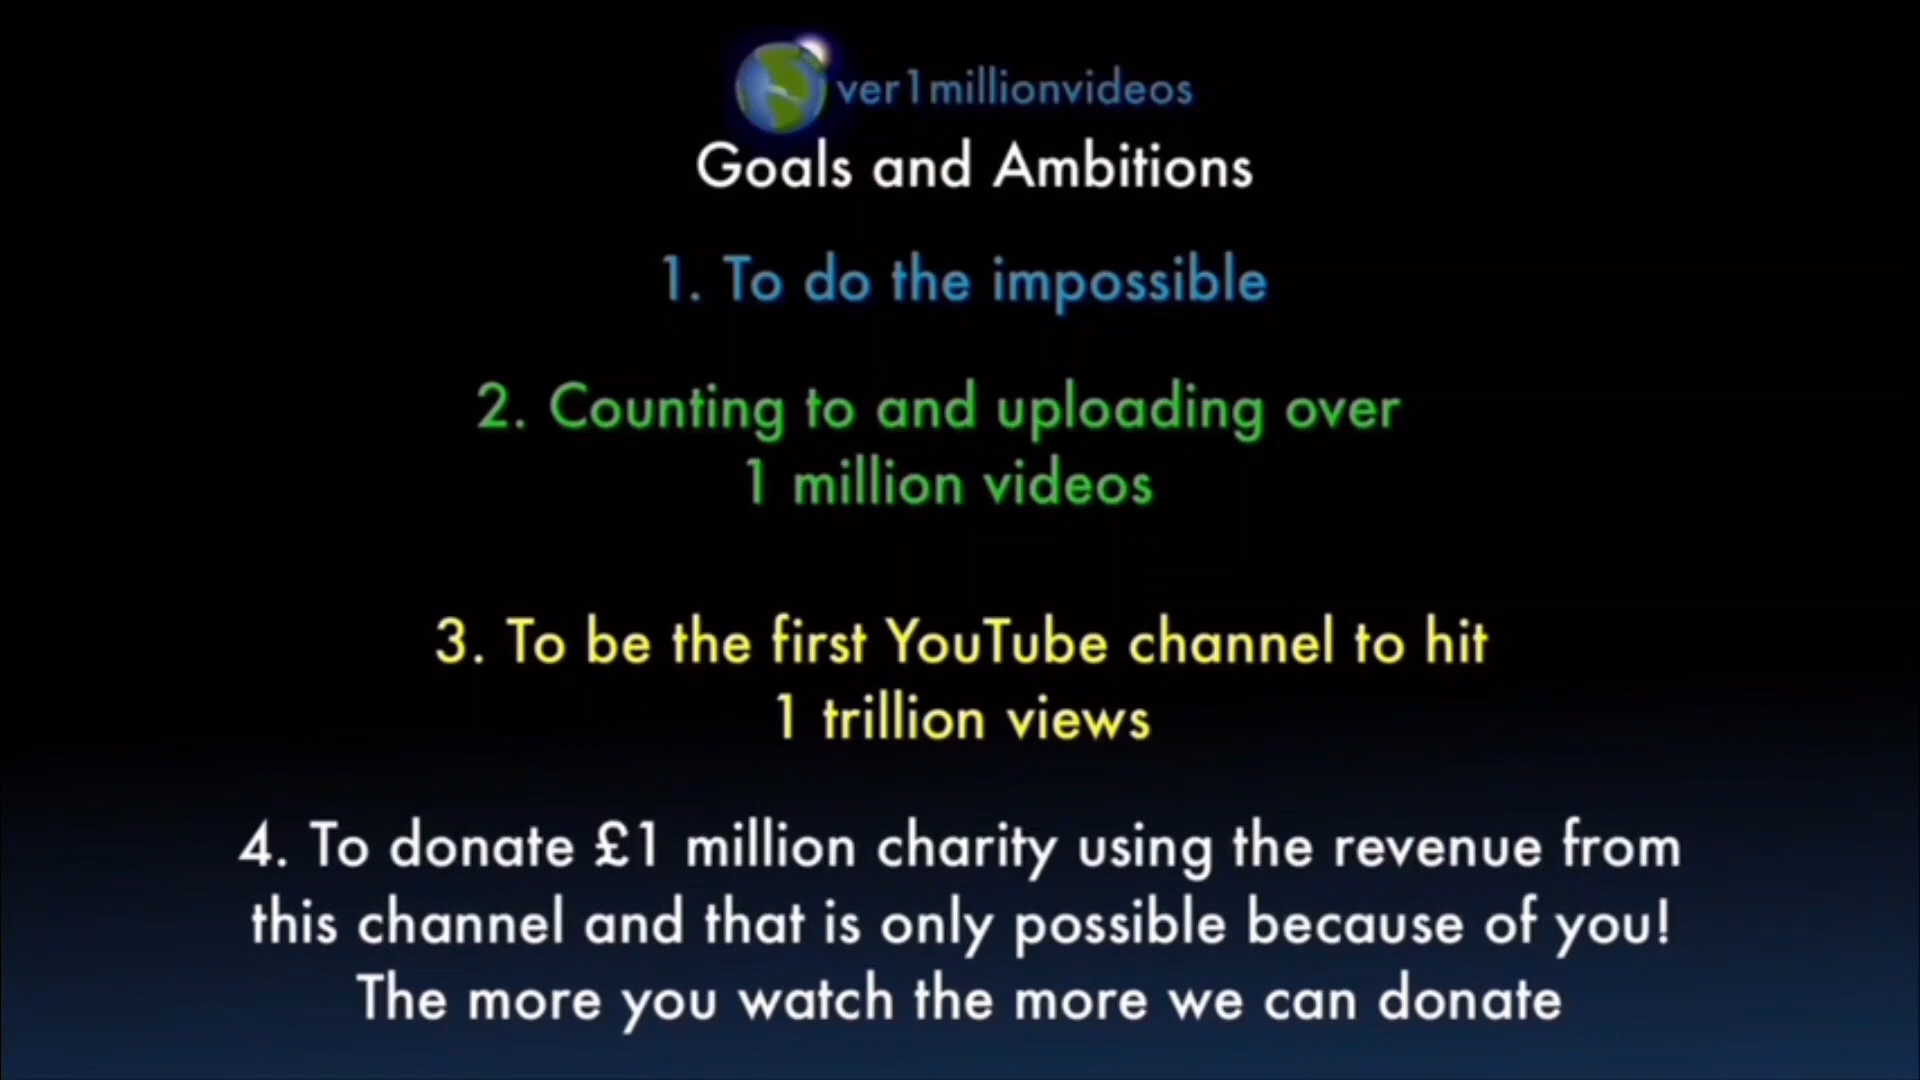 ver1millionvideos
Goals and Ambitions
1. To do the impossible
2. Counting to and uploading over
1 million videos
3. To be the first YouTube channel to hit
1 trillion views
4. To donate £1 million charity using the revenue from
this channel and that is only possible because of you!
The more you watch the more we can donate